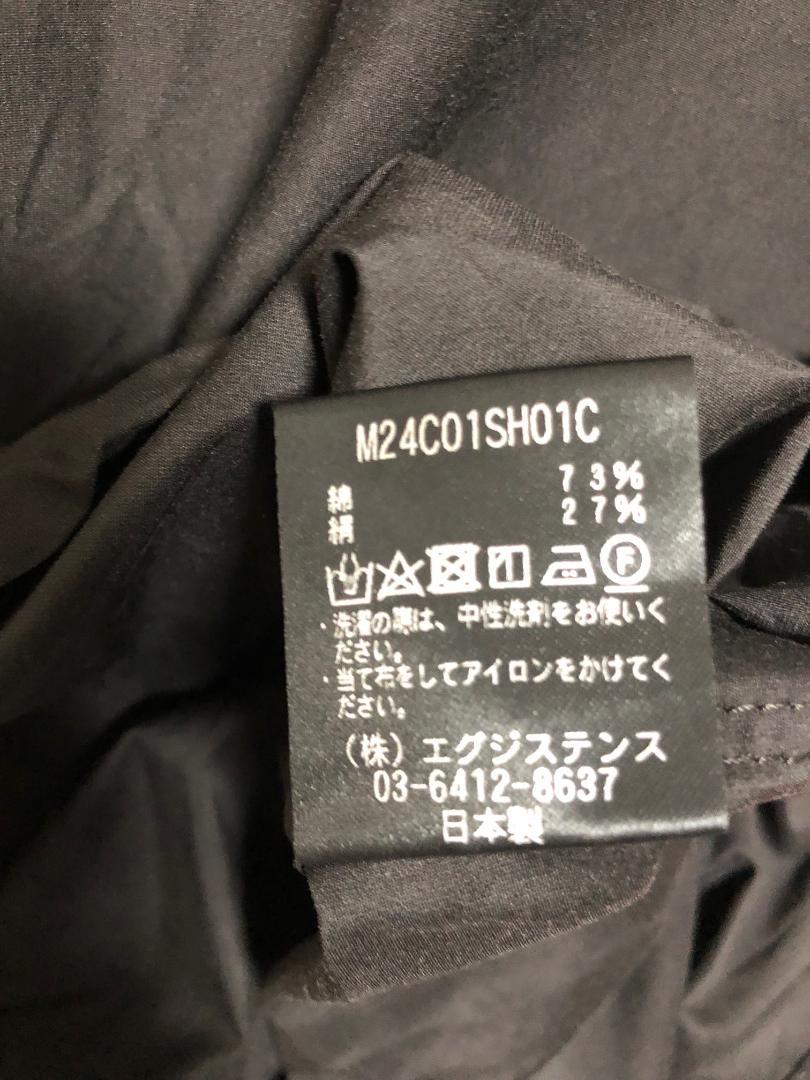 M24C01SH01C
綿 73%
絹 27%
F
・洗濯の際は、中性洗剤をお使いく
ださい。
・当て布をしてアイロンをかけてく
ださい。
（株）エグジステンス
03-6412-8637
日本製